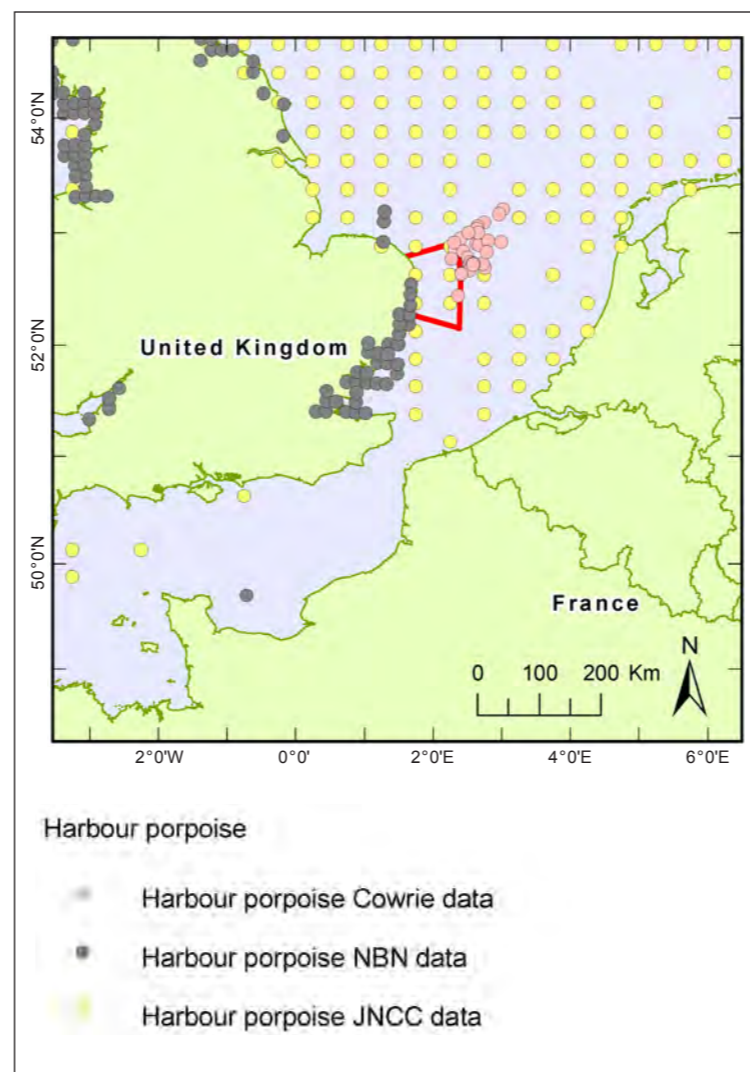 54°0'N
52°0'N
50°0'N
United Kingdom
France
N
0 100 200 Km
2°0'W 0°0' 2°0'E 4°0'E 6°0'E
Harbour porpoise
Harbour porpoise Cowrie data
Harbour porpoise NBN data
Harbour porpoise JNCC data